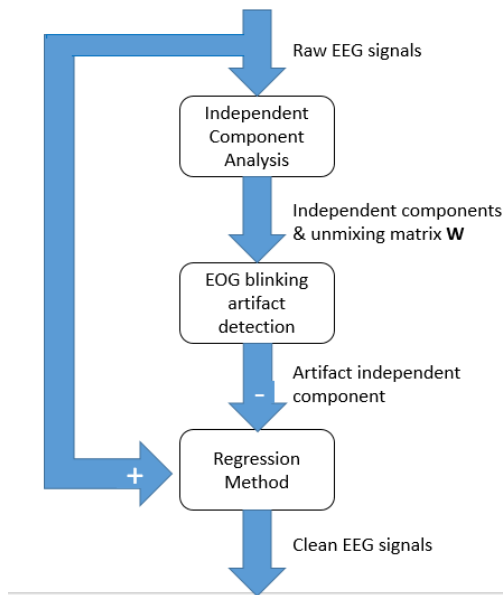 Raw EEG signals
Independent
Component
Analysis
Independent components
& unmixing matrix W
EOG blinking
artifact
detection
Artifact independent
component
-
Regression
Method
+
Clean EEG signals